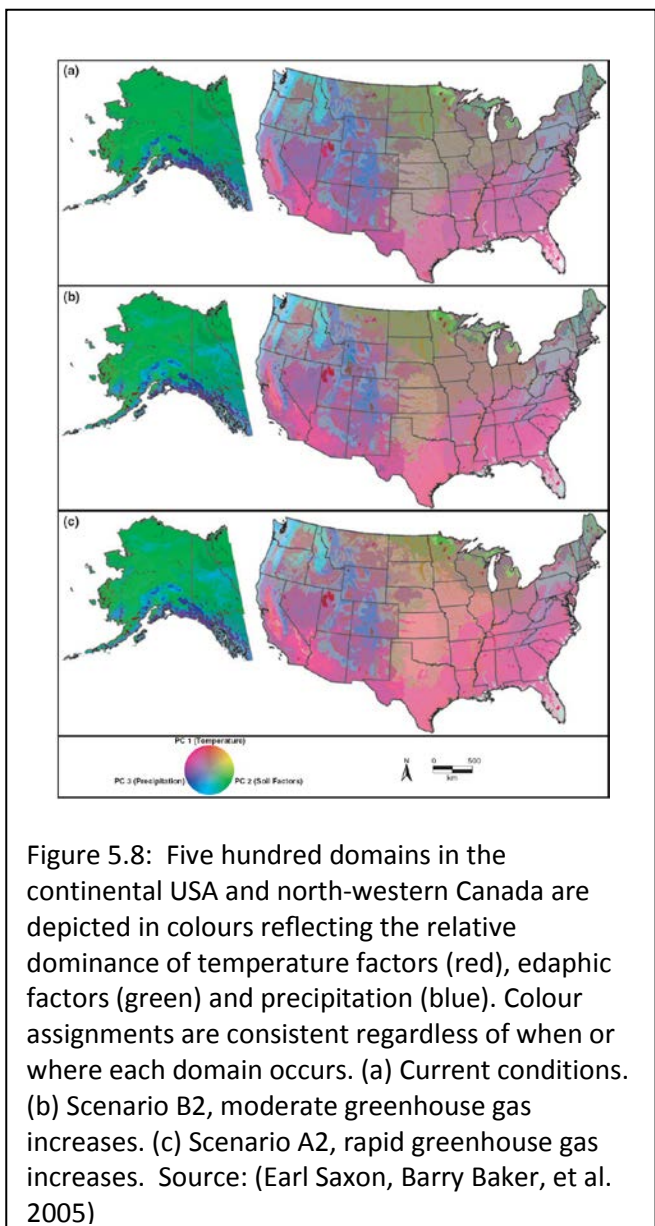 (a)
(b)
(c)
PC 1 (Temperature)
PC 3 (Precipitation)
PC 2 (Soil Factors)
N
0 500
km
Figure 5.8: Five hundred domains in the
continental USA and north-western Canada are
depicted in colours reflecting the relative
dominance of temperature factors (red), edaphic
factors (green) and precipitation (blue). Colour
assignments are consistent regardless of when or
where each domain occurs. (a) Current conditions.
(b) Scenario B2, moderate greenhouse gas
increases. (c) Scenario A2, rapid greenhouse gas
increases. Source: (Earl Saxon, Barry Baker, et al.
2005)